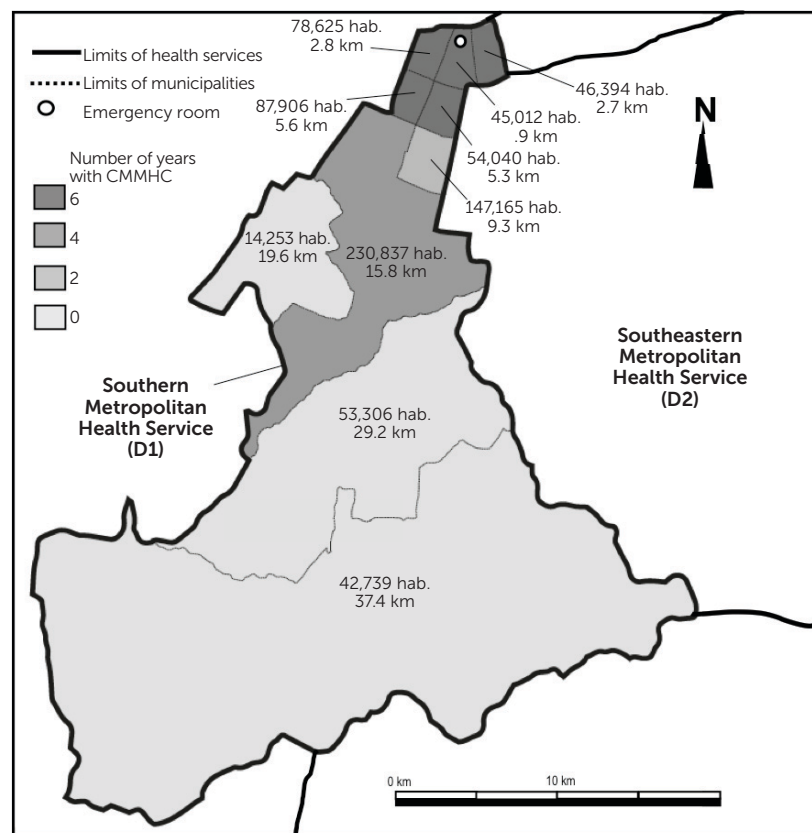 Limits of health services
Limits of municipalities
Emergency room
Number of years
with CMMHC
6
4
2
0
78,625 hab.
2.8 km
46,394 hab.
2.7 km
87,906 hab.
5.6 km
45,012 hab.
.9 km
54,040 hab.
5.3 km
147,165 hab.
9.3 km
N
14,253 hab.
19.6 km
230,837 hab.
15.8 km
Southern
Metropolitan
Health Service
(D1)
Southeastern
Metropolitan
Health Service
(D2)
53,306 hab.
29.2 km
42,739 hab.
37.4 km
0 km
10 km